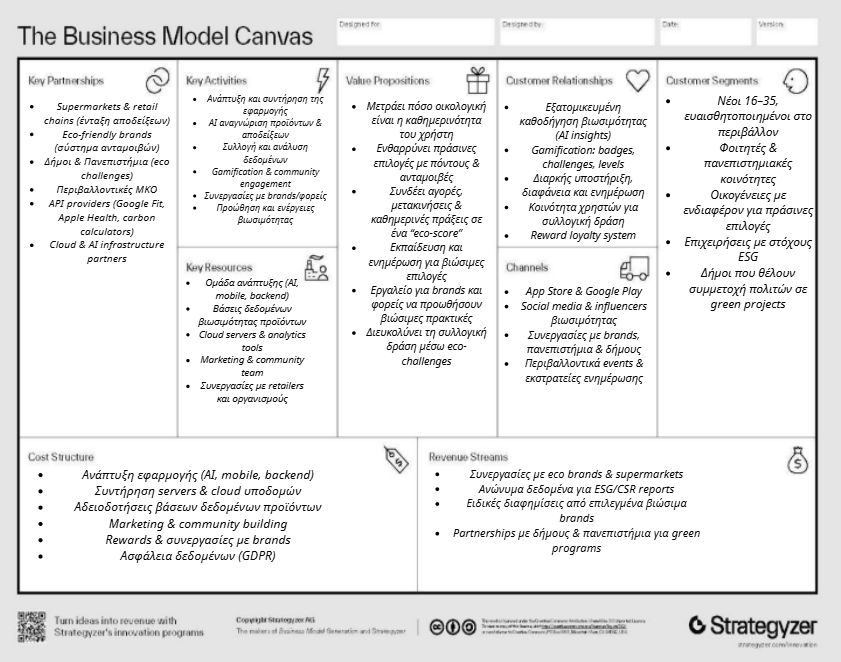 The Business Model Canvas
Designed for:
Designed by:
Date:
Version:
Key Partnerships
• Supermarkets & retail
chains (ένταξη αποδείξεων)
• Eco-friendly brands
(σύστημα ανταμοιβών)
• Δήμοι & Πανεπιστήμια (eco
challenges)
• Περιβαλλοντικές ΜΚΟ
• API providers (Google Fit,
Apple Health, carbon
calculators)
• Cloud & AI infrastructure
partners
Key Activities
• Ανάπτυξη και συντήρηση της
εφαρμογής
• AI αναγνώριση προϊόντων &
αποδείξεων
• Συλλογή και ανάλυση
δεδομένων
• Gamification & community
engagement
• Συνεργασίες με brands/φορείς
• Προώθηση και ενέργειες
βιωσιμότητας
Key Resources
• Ομάδα ανάπτυξης (AI,
mobile, backend)
• Βάσεις δεδομένων
βιωσιμότητας προϊόντων
• Cloud servers & analytics
tools
• Marketing & community
team
• Συνεργασίες με retailers
και οργανισμούς
Value Propositions
• Μετράει πόσο οικολογική
είναι η καθημερινότητα
του χρήστη
• Ενθαρρύνει πράσινες
επιλογές με πόντους &
ανταμοιβές
• Συνδέει αγορές,
μετακινήσεις &
καθημερινές πράξεις σε
ένα “eco-score”
• Εκπαίδευση και
ενημέρωση για βιώσιμες
επιλογές
• Εργαλείο για brands και
φορείς να προωθήσουν
βιώσιμες πρακτικές
• Διευκολύνει τη συλλογική
δράση μέσω eco-
challenges
Customer Relationships
• Εξατομικευμένη
καθοδήγηση βιωσιμότητας
(AI insights)
• Gamification: badges,
challenges, levels
• Διαρκής υποστήριξη,
διαφάνεια και ενημέρωση
• Κοινότητα χρηστών για
συλλογική δράση
• Reward loyalty system
Channels
• App Store & Google Play
• Social media & influencers
βιωσιμότητας
• Συνεργασίες με brands,
πανεπιστήμια & δήμους
• Περιβαλλοντικά events &
εκστρατείες ενημέρωσης
Customer Segments
• Νέοι 16–35,
ευαισθητοποιημένοι στο
περιβάλλον
• Φοιτητές &
πανεπιστημιακές
κοινότητες
• Οικογένειες με
ενδιαφέρον για πράσινες
επιλογές
• Επιχειρήσεις με στόχους
ESG
• Δήμοι που θέλουν
συμμετοχή πολιτών σε
green projects
Cost Structure
• Ανάπτυξη εφαρμογής (AI, mobile, backend)
• Συντήρηση servers & cloud υποδομών
• Αδειοδοτήσεις βάσεων δεδομένων προϊόντων
• Marketing & community building
• Rewards & συνεργασίες με brands
• Ασφάλεια δεδομένων (GDPR)
Revenue Streams
• Συνεργασίες με eco brands & supermarkets
• Ανώνυμα δεδομένα για ESG/CSR reports
• Ειδικές διαφημίσεις από επιλεγμένα βιώσιμα
brands
• Partnerships με δήμους & πανεπιστήμια για green
programs
Turn ideas into revenue with
Strategyzer's innovation programs
Copyright Strategyzer AG
The makers of Business Model Generation and Strategyzer
Strategyzer
strategyzer.com/innovation